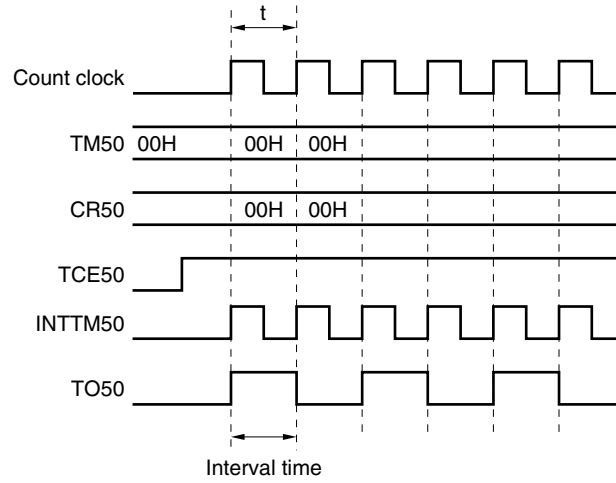 t
Count clock
TM50 00H 00H 00H
CR50 00H 00H
TCE50
INTTM50
TO50
Interval time